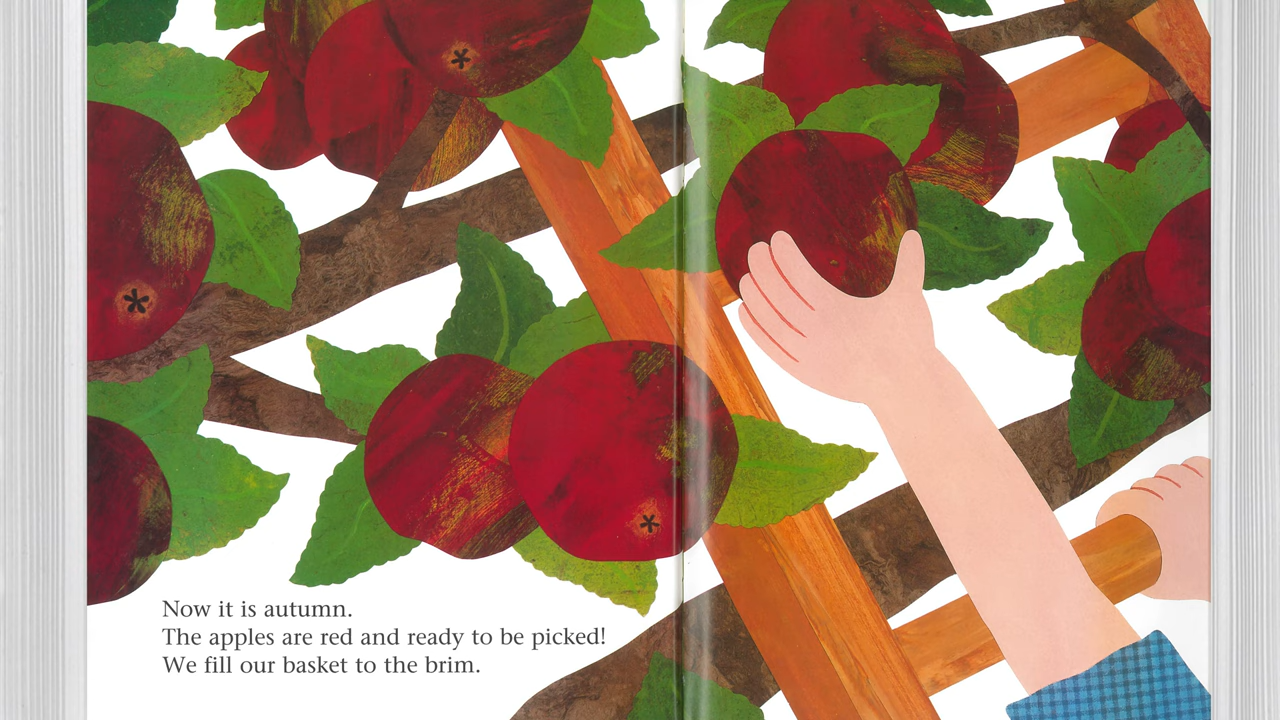 Now it is autumn.
The apples are red and ready to be picked!
We fill our basket to the brim.